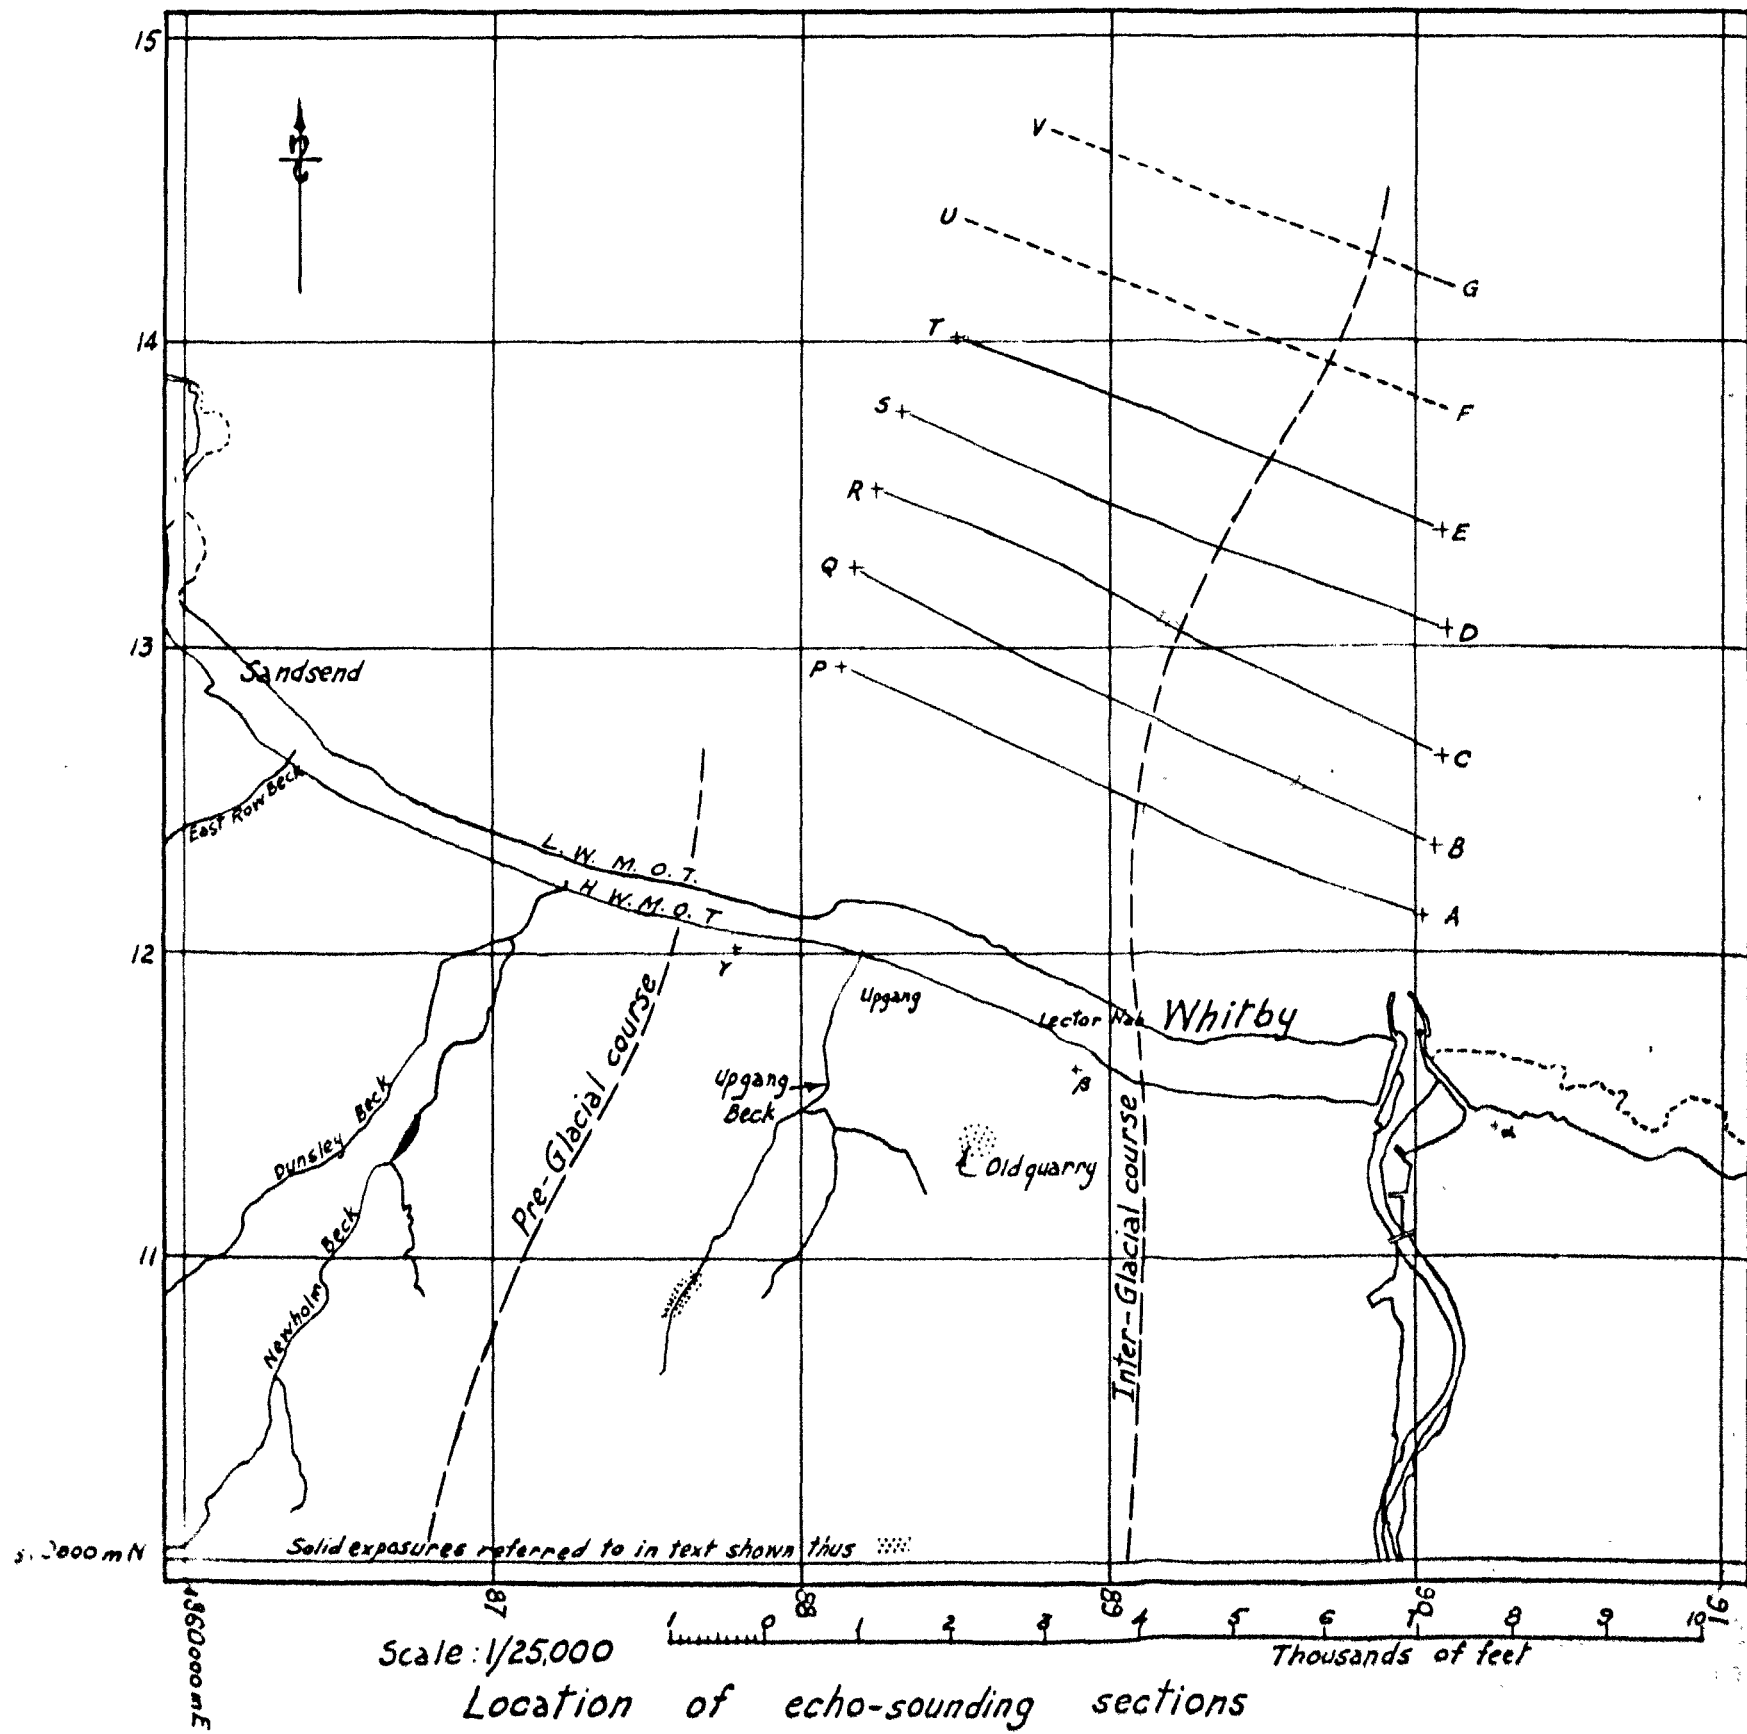 15
V
U
G
14
T
F
S
R
E
Q
D
13
Sandsend
P
C
East Row Beck
B
L. W. M. O. T.
H W. M. O. T
A
12
γ
Upgang
Lector Nab
Whitby
β
Upgang
Beck
α
Dunsley Beck
Old quarry
Pre-Glacial course
Inter-Glacial course
11
Newholm Beck
000 m N
Solid exposures referred to in text shown thus
486000 m E
87
88
89
90
91
1 0 1 2 3 4 5 6 7 8 9 10
Scale: 1/25,000
Thousands of feet
Location of echo-sounding sections